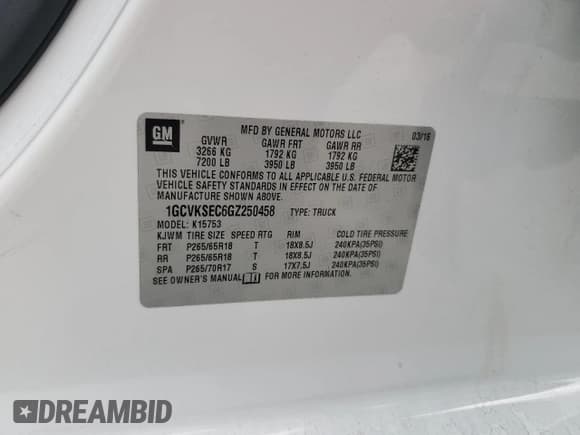 GM
MFD BY GENERAL MOTORS LLC 03/16
GVWR GAWR FRT GAWR RR
3266 KG 1792 KG 1792 KG
7200 LB 3950 LB 3950 LB
THIS VEHICLE CONFORMS TO ALL APPLICABLE U.S. FEDERAL MOTOR
VEHICLE SAFETY STANDARDS IN EFFECT ON THE DATE OF
MANUFACTURE SHOWN ABOVE.
1GCVKSEC6GZ250458 TYPE: TRUCK
MODEL: K15753
KJWM TIRE SIZE SPEED RTG RIM COLD TIRE PRESSURE
FRT P265/65R18 T 18X8.5J 240KPA(35PSI)
RR P265/65R18 T 18X8.5J 240KPA(35PSI)
SPA P265/70R17 S 17X7.5J 240KPA(35PSI)
SEE OWNER'S MANUAL FOR MORE INFORMATION.
DREAMBID